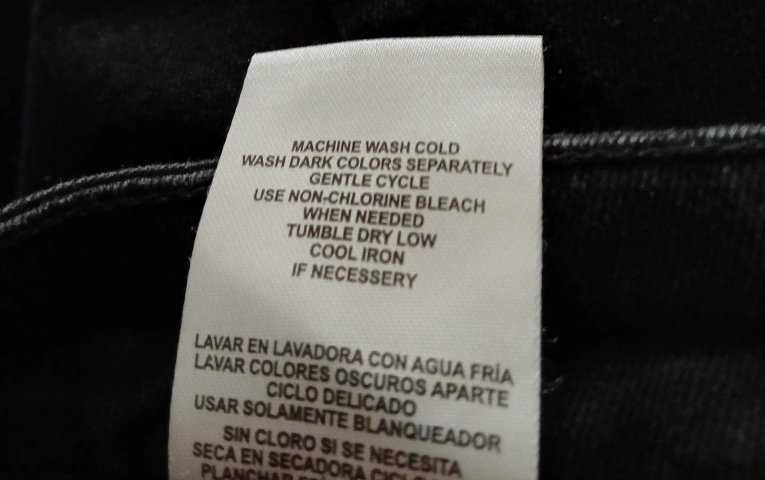 MACHINE WASH COLD
WASH DARK COLORS SEPARATELY
GENTLE CYCLE
USE NON-CHLORINE BLEACH
WHEN NEEDED
TUMBLE DRY LOW
COOL IRON
IF NECESSERY
LAVAR EN LAVADORA CON AGUA FRÍA
LAVAR COLORES OSCUROS APARTE
CICLO DELICADO
USAR SOLAMENTE BLANQUEADOR
SIN CLORO SI SE NECESITA
SECA EN SECADORA
PLANCHAR